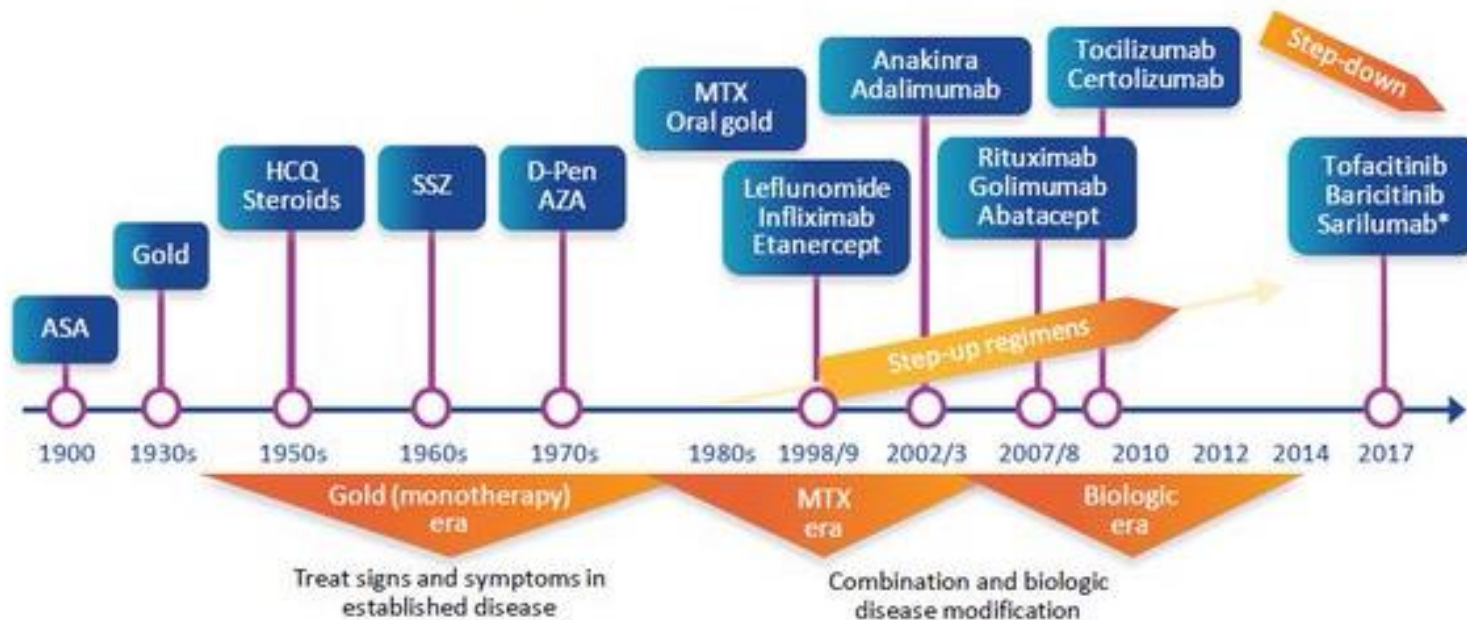 ASA
Gold
HCQ
Steroids
SSZ
D-Pen
AZA
MTX
Oral gold
Leflunomide
Infliximab
Etanercept
Anakinra
Adalimumab
Rituximab
Golimumab
Abatacept
Tocilizumab
Certolizumab
Step-down
Tofacitinib
Baricitinib
Sarilumab*
Step-up regimens
1900 1930s 1950s 1960s 1970s 1980s 1998/9 2002/3 2007/8 2010 2012 2014 2017
Gold (monotherapy)
era
MTX
era
Biologic
era
Treat signs and symptoms in
established disease
Combination and biologic
disease modification